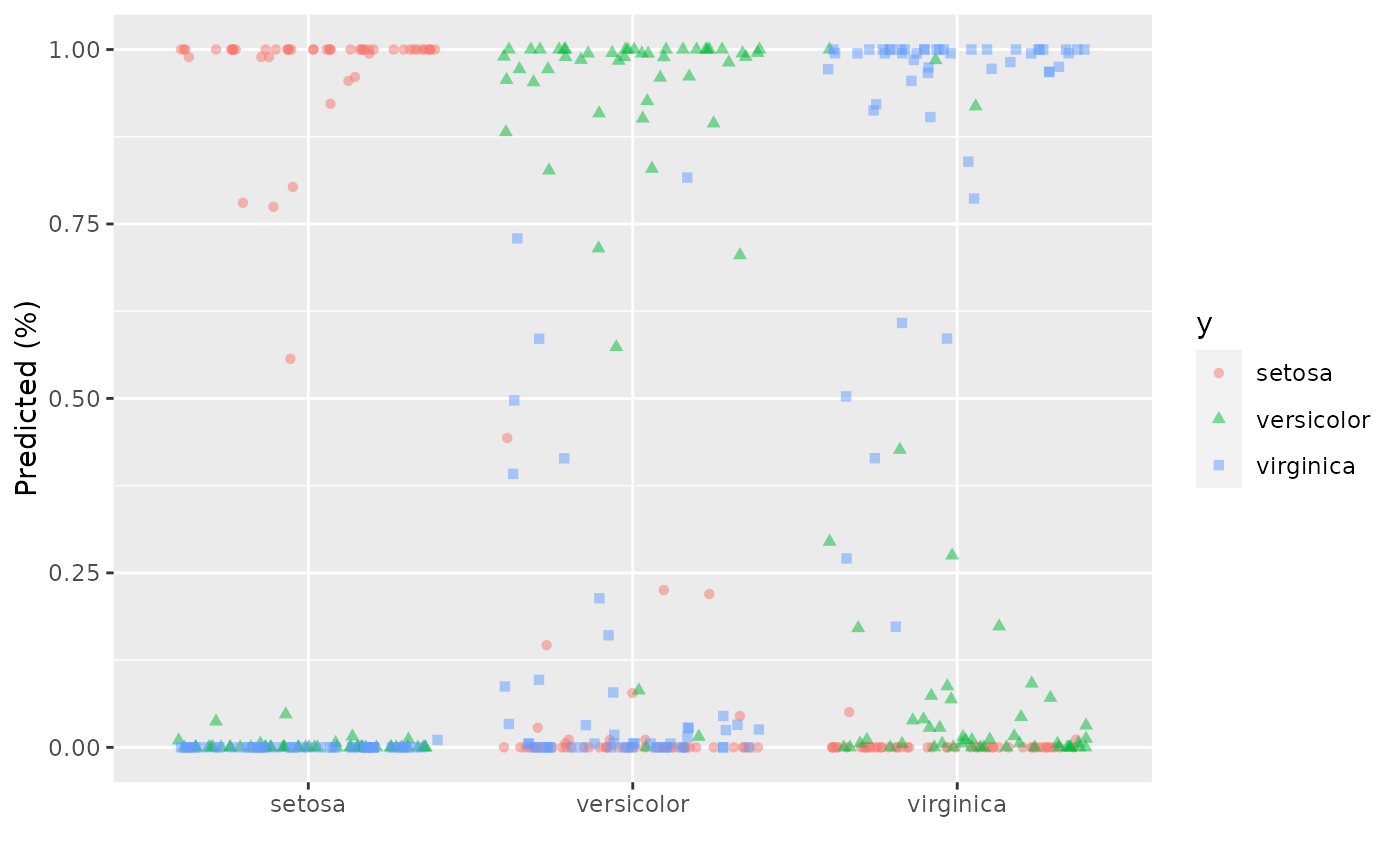 1.00
0.75
0.50
0.25
0.00
Predicted (%)
setosa
versicolor
virginica
y
setosa
versicolor
virginica